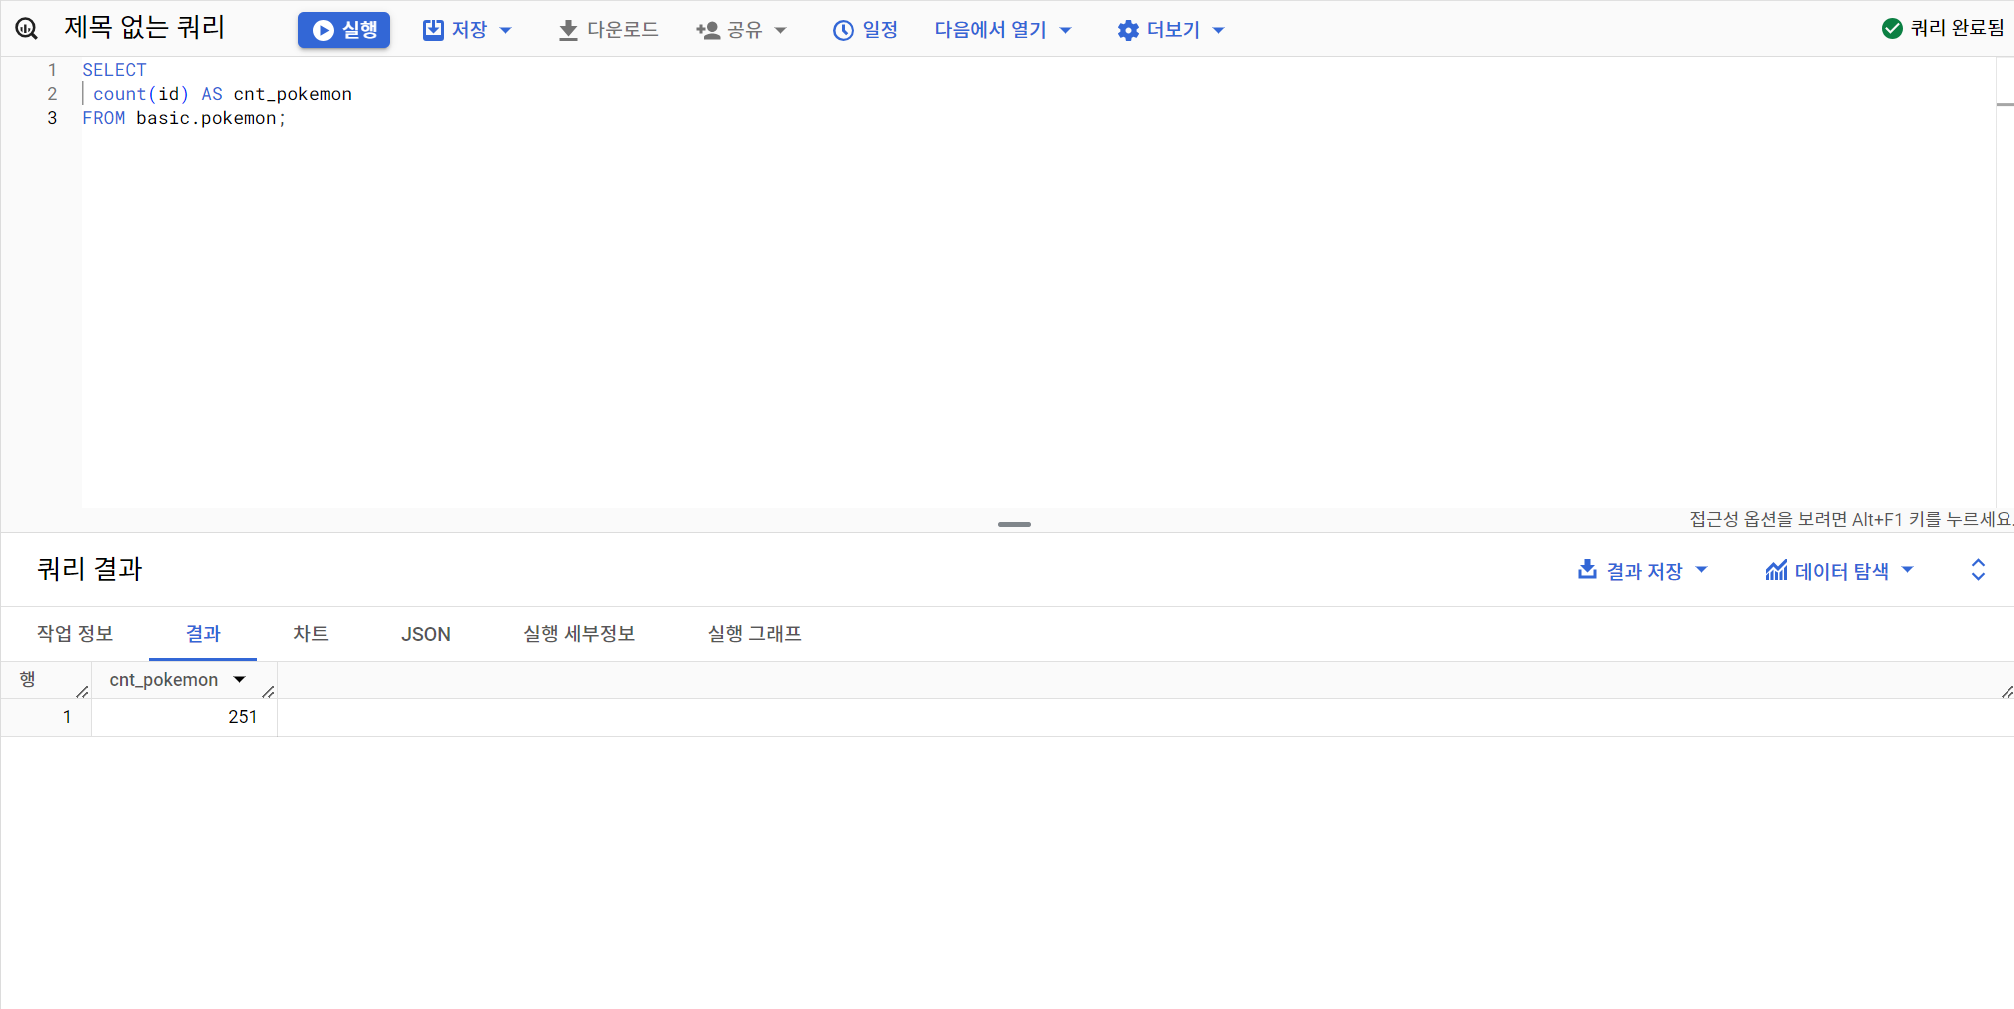 제목 없는 쿼리 실행 저장 다운로드 공유 일정 다음에서 열기 더보기 쿼리 완료됨
1 SELECT
2 count(id) AS cnt_pokemon
3 FROM basic.pokemon;
접근성 옵션을 보려면 Alt+F1 키를 누르세요.
쿼리 결과 결과 저장 데이터 탐색
작업 정보 결과 차트 JSON 실행 세부정보 실행 그래프
행 cnt_pokemon
1 251